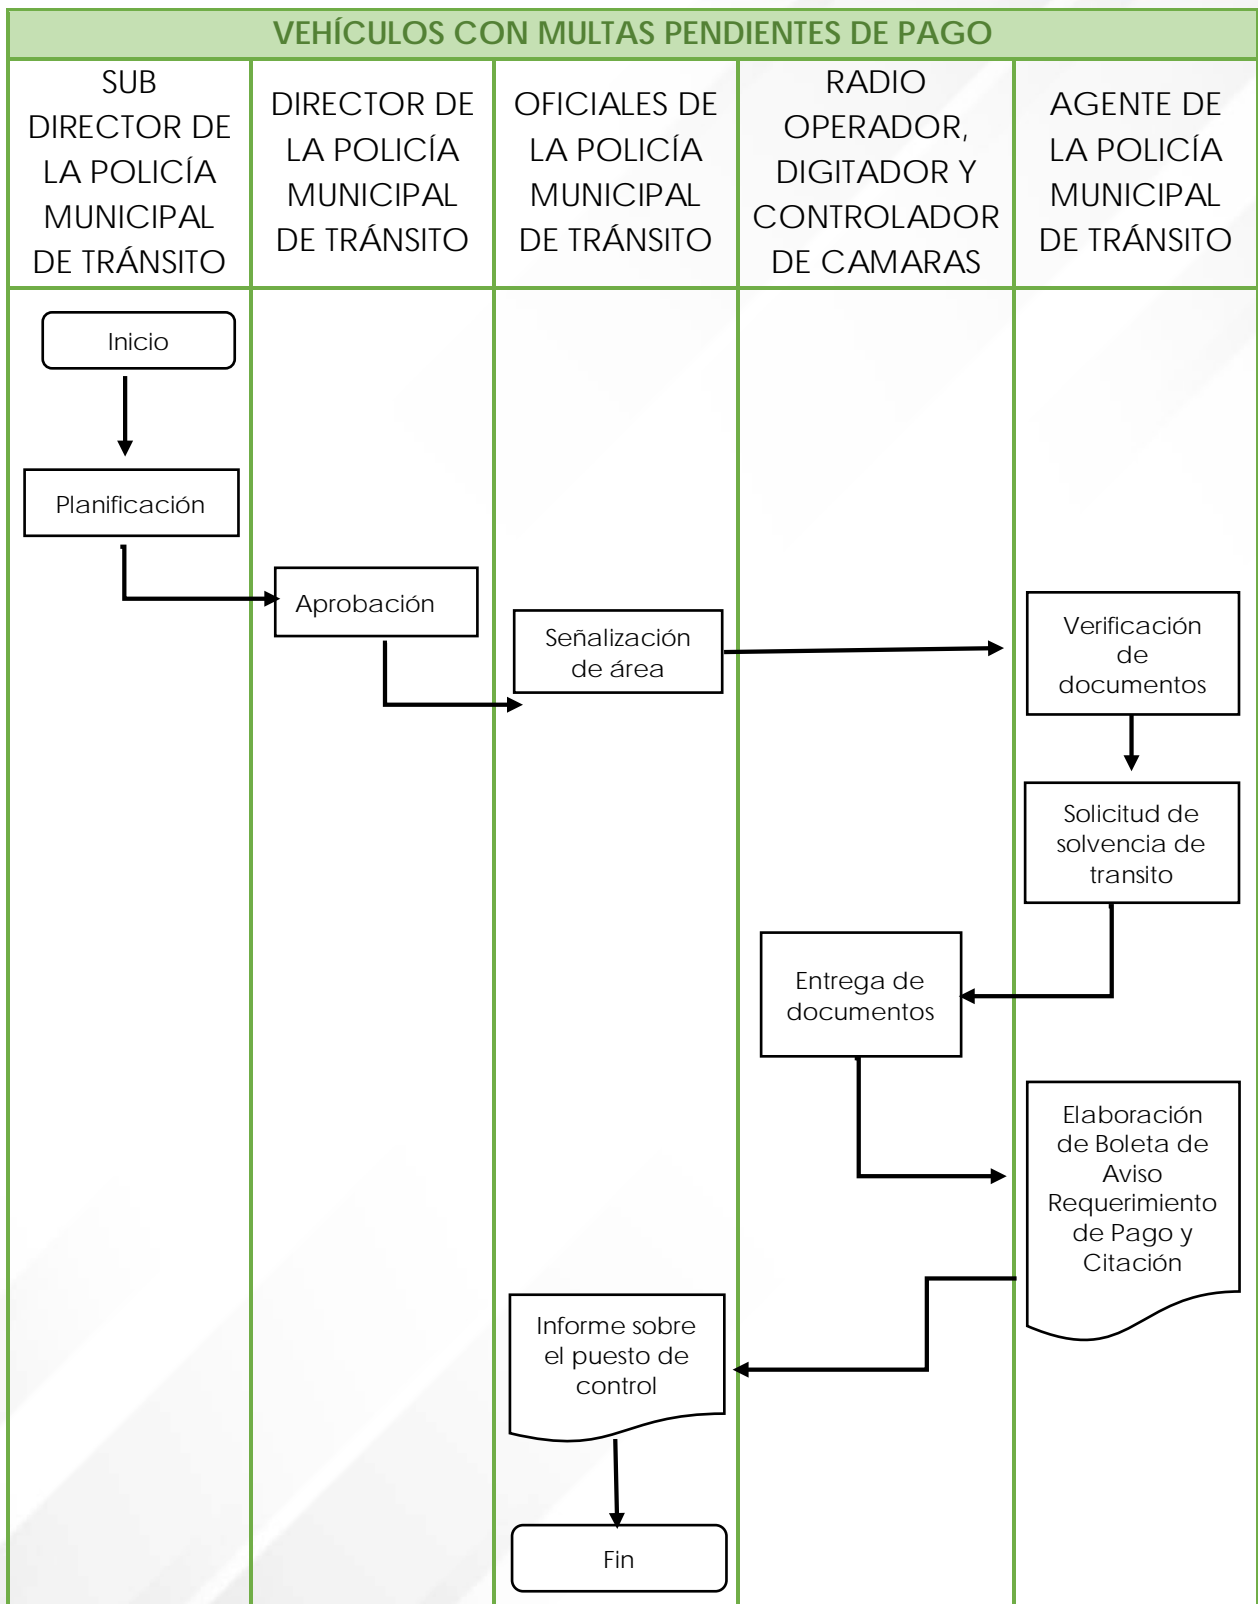 VEHÍCULOS CON MULTAS PENDIENTES DE PAGO
SUB
DIRECTOR DE
LA POLICÍA
MUNICIPAL
DE TRÁNSITO
DIRECTOR DE
LA POLICÍA
MUNICIPAL
DE TRÁNSITO
OFICIALES DE
LA POLICÍA
MUNICIPAL
DE TRÁNSITO
RADIO
OPERADOR,
DIGITADOR Y
CONTROLADOR
DE CAMARAS
AGENTE DE
LA POLICÍA
MUNICIPAL
DE TRÁNSITO
Inicio
Planificación
Aprobación
Señalización
de área
Verificación
de
documentos
Solicitud de
solvencia de
transito
Entrega de
documentos
Elaboración
de Boleta de
Aviso
Requerimiento
de Pago y
Citación
Informe sobre
el puesto de
control
Fin